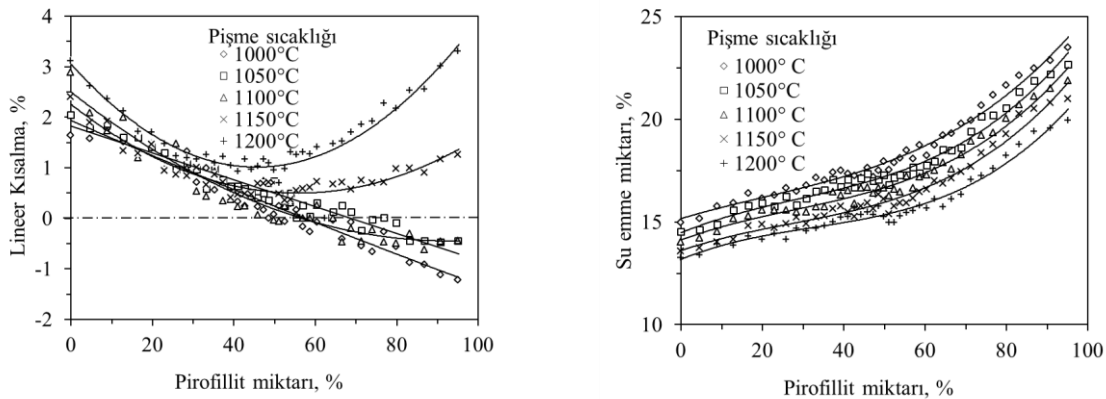 4
3
2
1
0
-1
-2
Lineer Kısalma, %
Pişme sıcaklığı
1000°C
1050°C
1100°C
1150°C
1200°C
0 20 40 60 80 100
Pirofillit miktarı, %
25
20
15
10
Su emme miktarı, %
Pişme sıcaklığı
1000° C
1050° C
1100° C
1150° C
1200° C
0 20 40 60 80 100
Pirofillit miktarı, %